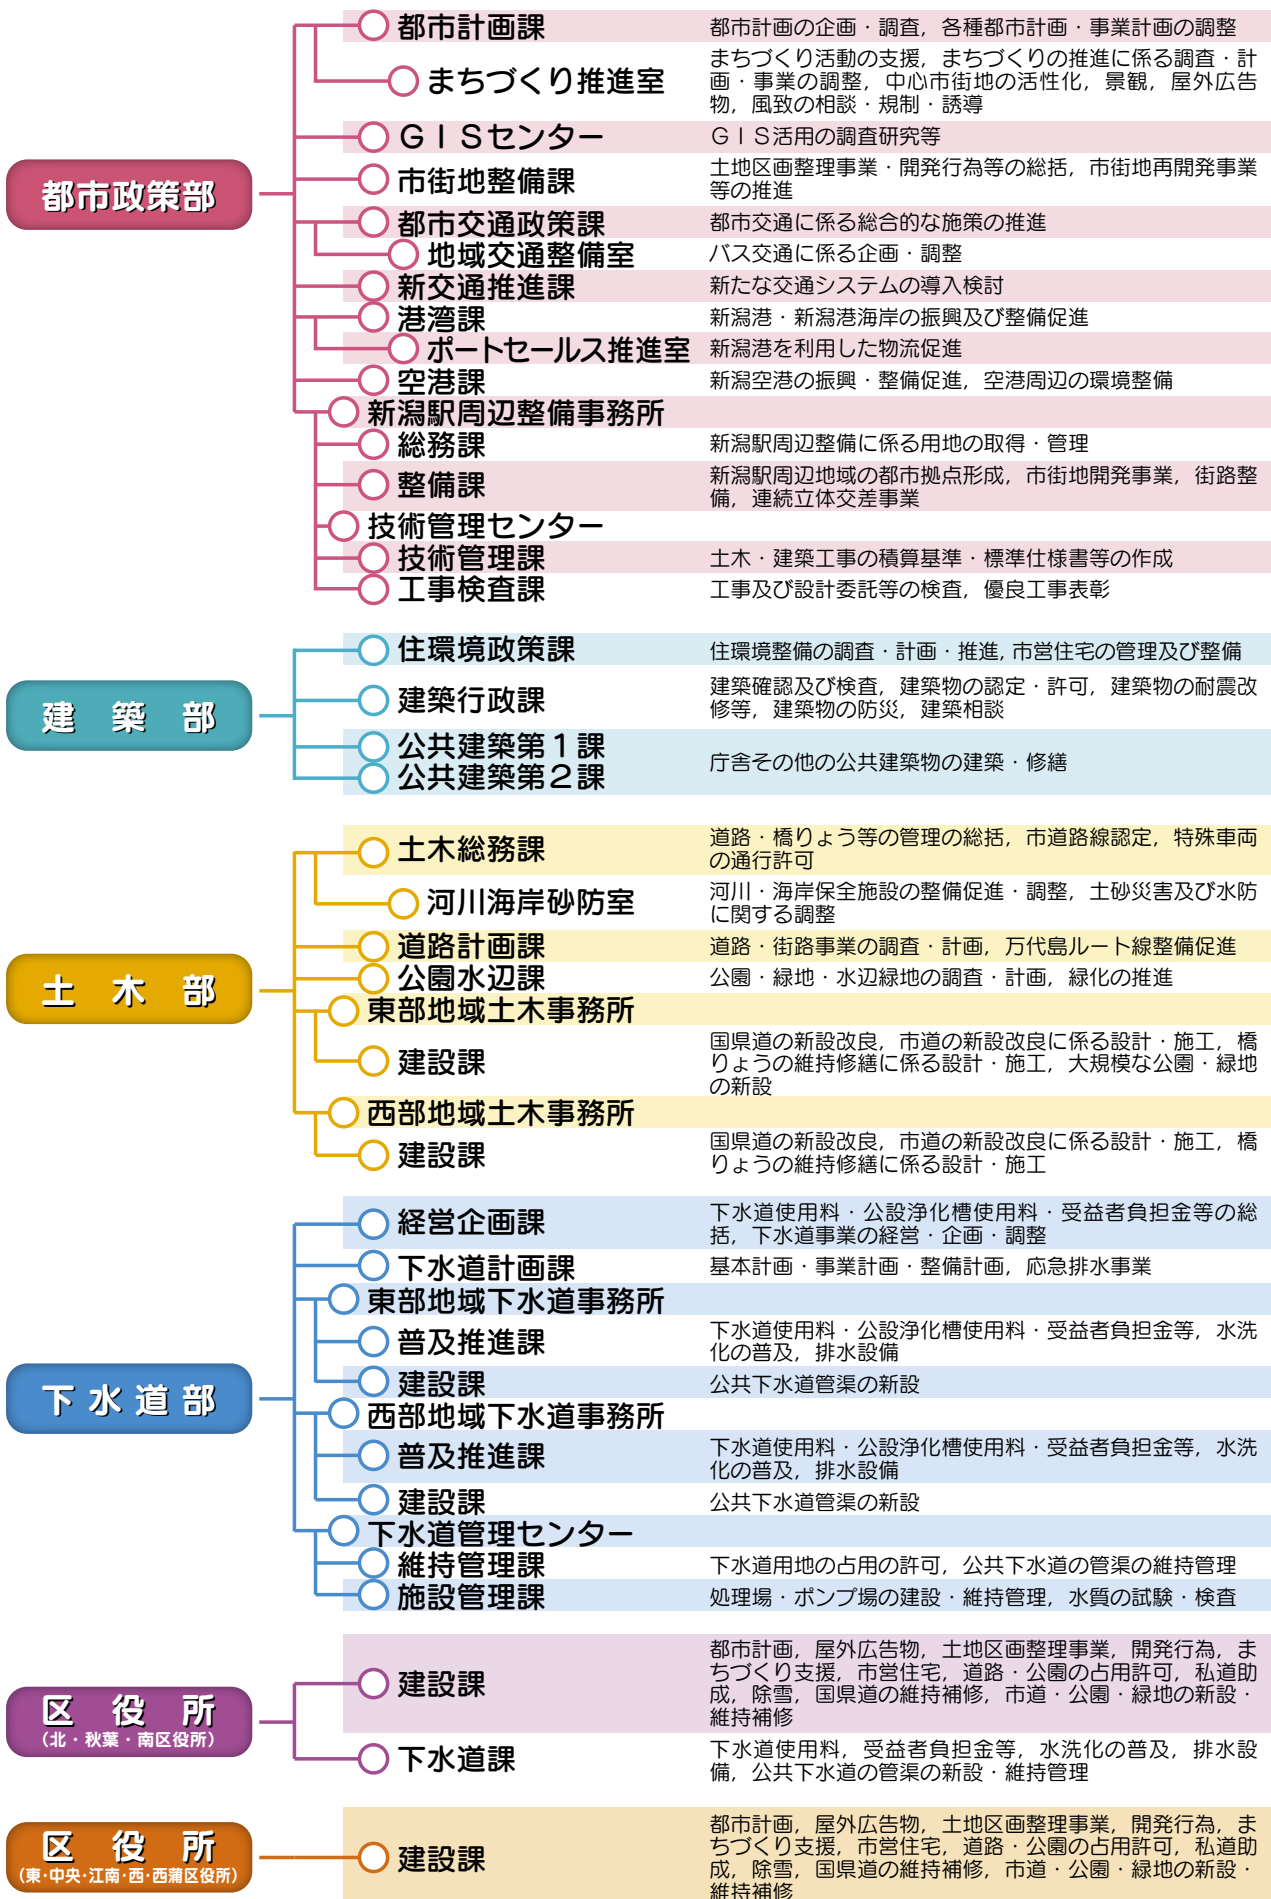 都市政策部
都市計画課
都市計画の企画・調査，各種都市計画・事業計画の調整
まちづくり推進室
まちづくり活動の支援，まちづくりの推進に係る調査・計
画・事業の調整，中心市街地の活性化，景観，屋外広告
物，風致の相談・規制・誘導
ＧＩＳセンター
ＧＩＳ活用の調査研究等
市街地整備課
土地区画整理事業・開発行為等の総括，市街地再開発事業
等の推進
都市交通政策課
都市交通に係る総合的な施策の推進
地域交通整備室
バス交通に係る企画・調整
新交通推進課
新たな交通システムの導入検討
港湾課
新潟港・新潟港海岸の振興及び整備促進
ポートセールス推進室
新潟港を利用した物流促進
空港課
新潟空港の振興・整備促進，空港周辺の環境整備
新潟駅周辺整備事務所
総務課
新潟駅周辺整備に係る用地の取得・管理
整備課
新潟駅周辺地域の都市拠点形成，市街地開発事業，街路整
備，連続立体交差事業
技術管理センター
技術管理課
土木・建築工事の積算基準・標準仕様書等の作成
工事検査課
工事及び設計委託等の検査，優良工事表彰
建築部
住環境政策課
住環境整備の調査・計画・推進，市営住宅の管理及び整備
建築行政課
建築確認及び検査，建築物の認定・許可，建築物の耐震改
修等，建築物の防災，建築相談
公共建築第１課
公共建築第２課
庁舎その他の公共建築物の建築・修繕
土木部
土木総務課
道路・橋りょう等の管理の総括，市道路線認定，特殊車両
の通行許可
河川海岸砂防室
河川・海岸保全施設の整備促進・調整，土砂災害及び水防
に関する調整
道路計画課
道路・街路事業の調査・計画，万代島ルート線整備促進
公園水辺課
公園・緑地・水辺緑地の調査・計画，緑化の推進
東部地域土木事務所
建設課
国県道の新設改良，市道の新設改良に係る設計・施工，橋
りょうの維持修繕に係る設計・施工，大規模な公園・緑地
の新設
西部地域土木事務所
建設課
国県道の新設改良，市道の新設改良に係る設計・施工，橋
りょうの維持修繕に係る設計・施工
下水道部
経営企画課
下水道使用料・公設浄化槽使用料・受益者負担金等の総
括，下水道事業の経営・企画・調整
下水道計画課
基本計画・事業計画・整備計画，応急排水事業
東部地域下水道事務所
普及推進課
下水道使用料・公設浄化槽使用料・受益者負担金等，水洗
化の普及，排水設備
建設課
公共下水道管渠の新設
西部地域下水道事務所
普及推進課
下水道使用料・公設浄化槽使用料・受益者負担金等，水洗
化の普及，排水設備
建設課
公共下水道管渠の新設
下水道管理センター
維持管理課
下水道用地の占用の許可，公共下水道の管渠の維持管理
施設管理課
処理場・ポンプ場の建設・維持管理，水質の試験・検査
区役所
（北・秋葉・南区役所）
建設課
都市計画，屋外広告物，土地区画整理事業，開発行為，ま
ちづくり支援，市営住宅，道路・公園の占用許可，私道助
成，除雪，国県道の維持補修，市道・公園・緑地の新設・
維持補修
下水道課
下水道使用料，受益者負担金等，水洗化の普及，排水設
備，公共下水道の管渠の新設・維持管理
区役所
（東・中央・江南・西・西蒲区役所）
建設課
都市計画，屋外広告物，土地区画整理事業，開発行為，ま
ちづくり支援，市営住宅，道路・公園の占用許可，私道助
成，除雪，国県道の維持補修，市道・公園・緑地の新設・
維持補修